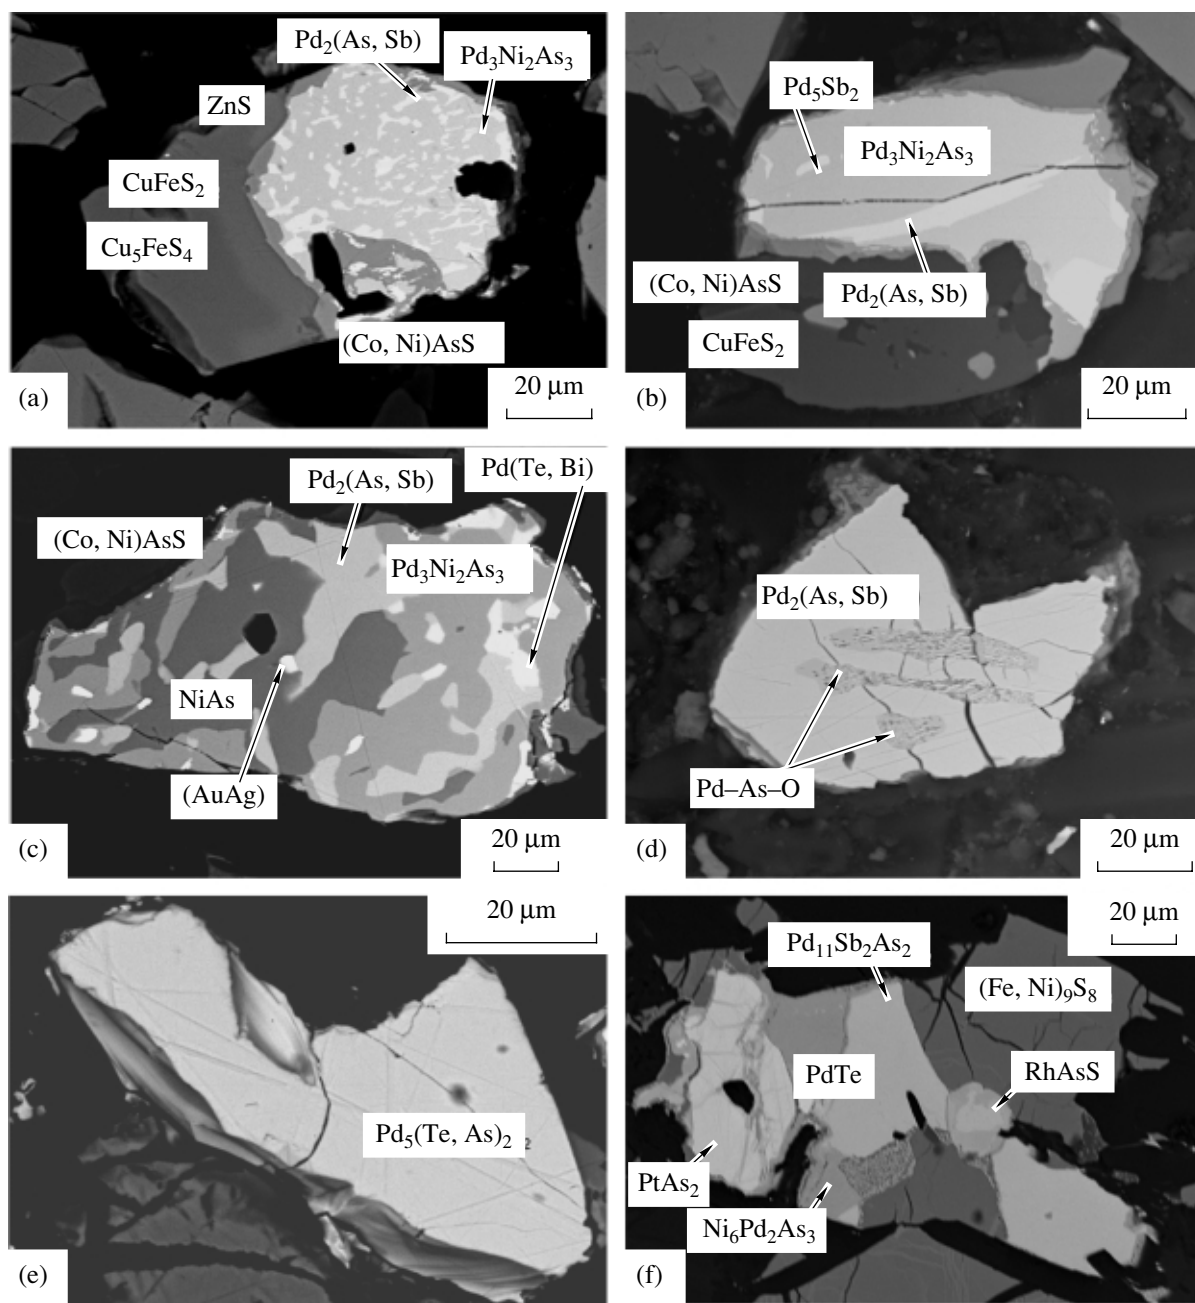 Pd₂(As, Sb)
Pd₃Ni₂As₃
ZnS
CuFeS₂
Cu₅FeS₄
(Co, Ni)AsS
(a)
20 μm
Pd₅Sb₂
Pd₃Ni₂As₃
(Co, Ni)AsS
Pd₂(As, Sb)
CuFeS₂
(b)
20 μm
Pd(Te, Bi)
Pd₂(As, Sb)
(Co, Ni)AsS
Pd₃Ni₂As₃
NiAs
(AuAg)
(c)
20 μm
Pd₂(As, Sb)
Pd–As–O
(d)
20 μm
20 μm
Pd₅(Te, As)₂
(e)
20 μm
Pd₁₁Sb₂As₂
(Fe, Ni)₉S₈
PdTe
RhAsS
PtAs₂
Ni₆Pd₂As₃
(f)